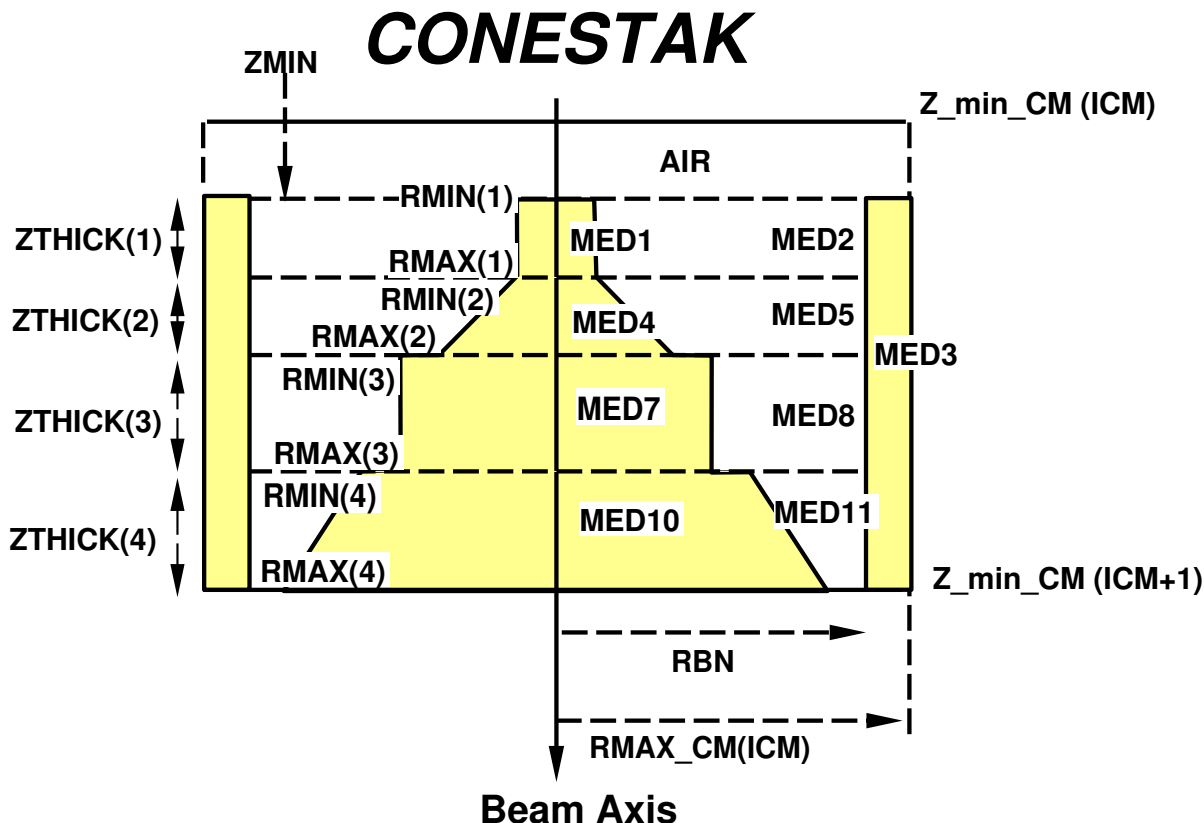 CONESTAK
ZMIN
Z_min_CM (ICM)
AIR
RMIN(1)
ZTHICK(1)
MED1
MED2
RMAX(1)
RMIN(2)
ZTHICK(2)
MED4
MED5
RMAX(2)
MED3
RMIN(3)
ZTHICK(3)
MED7
MED8
RMAX(3)
RMIN(4)
ZTHICK(4)
MED10
MED11
RMAX(4)
Z_min_CM (ICM+1)
RBN
RMAX_CM(ICM)
Beam Axis